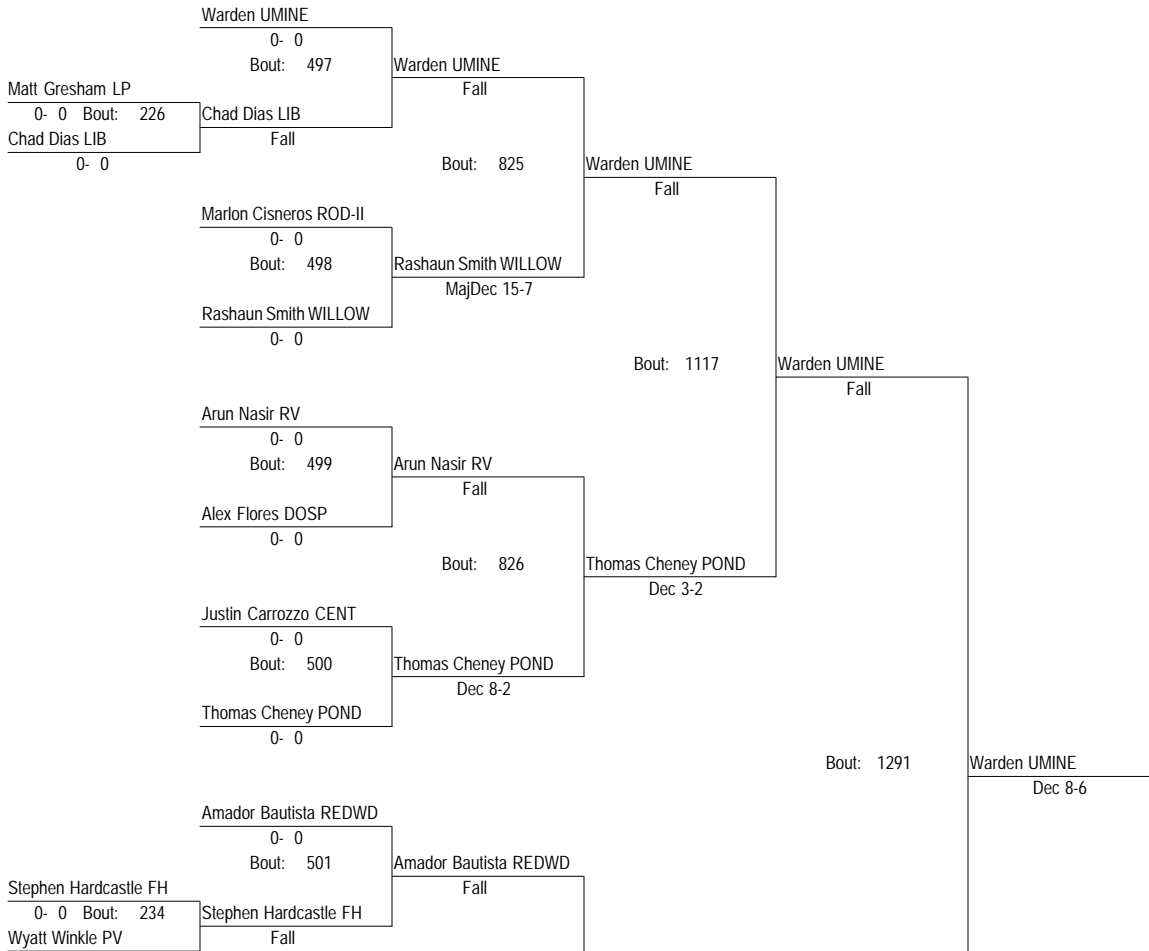 Warden UMINE
0- 0
Bout: 497
Warden UMINE
Fall
Matt Gresham LP
0- 0 Bout: 226
Chad Dias LIB
Fall
Chad Dias LIB
0- 0
Bout: 825
Warden UMINE
Fall
Marlon Cisneros ROD-II
0- 0
Bout: 498
Rashaun Smith WILLOW
MajDec 15-7
Rashaun Smith WILLOW
0- 0
Bout: 1117
Warden UMINE
Fall
Arun Nasir RV
0- 0
Bout: 499
Arun Nasir RV
Fall
Alex Flores DOSP
0- 0
Bout: 826
Thomas Cheney POND
Dec 3-2
Justin Carrozzo CENT
0- 0
Bout: 500
Thomas Cheney POND
Dec 8-2
Thomas Cheney POND
0- 0
Bout: 1291
Warden UMINE
Dec 8-6
Amador Bautista REDWD
0- 0
Bout: 501
Amador Bautista REDWD
Fall
Stephen Hardcastle FH
0- 0 Bout: 234
Stephen Hardcastle FH
Fall
Wyatt Winkle PV